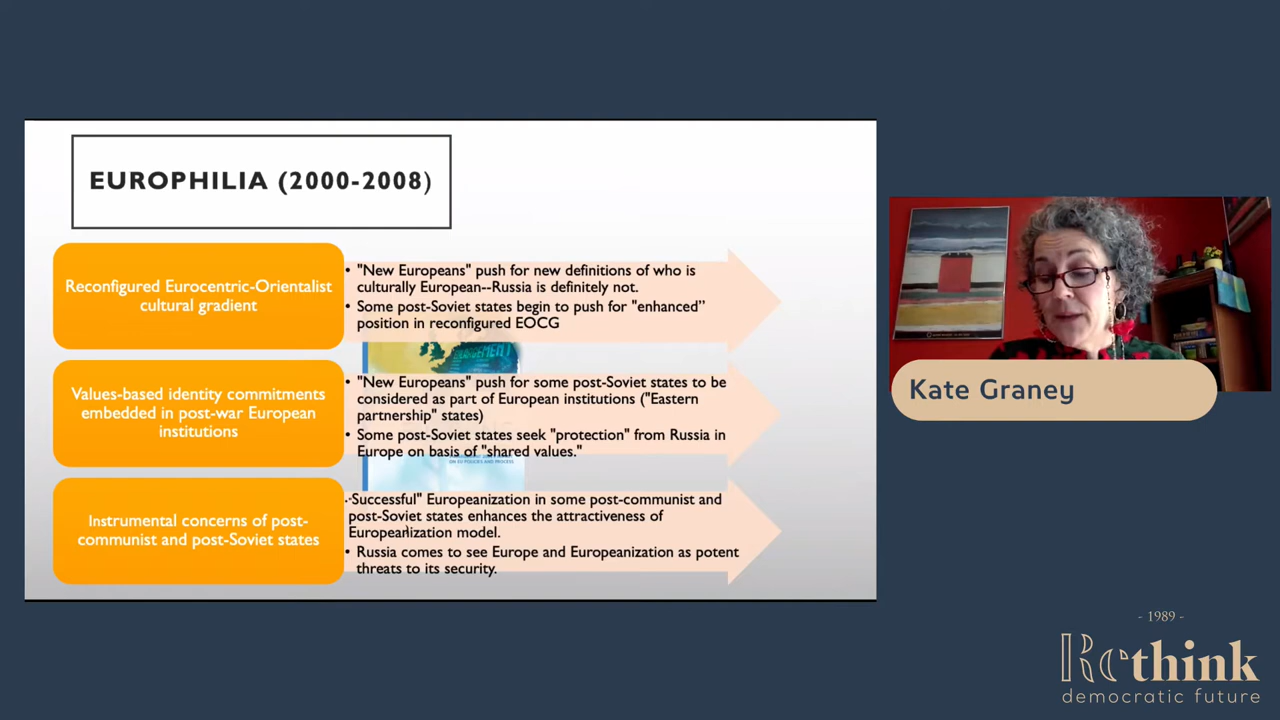 EUROPHILIA (2000-2008)
Reconfigured Eurocentric-Orientalist
cultural gradient
• "New Europeans" push for new definitions of who is
culturally European--Russia is definitely not.
• Some post-Soviet states begin to push for "enhanced”
position in reconfigured EOCG
ENLARGEMENT
Values-based identity commitments
embedded in post-war European
institutions
• "New Europeans" push for some post-Soviet states to be
considered as part of European institutions ("Eastern
partnership" states)
• Some post-Soviet states seek "protection" from Russia in
Europe on basis of "shared values."
ON EU POLICIES AND PROCESS
Instrumental concerns of post-
communist and post-Soviet states
Successful" Europeanization in some post-communist and
post-Soviet states enhances the attractiveness of
Europeanization model.
• Russia comes to see Europe and Europeanization as potent
threats to its security.
Kate Graney
- 1989 -
Rethink
democratic future